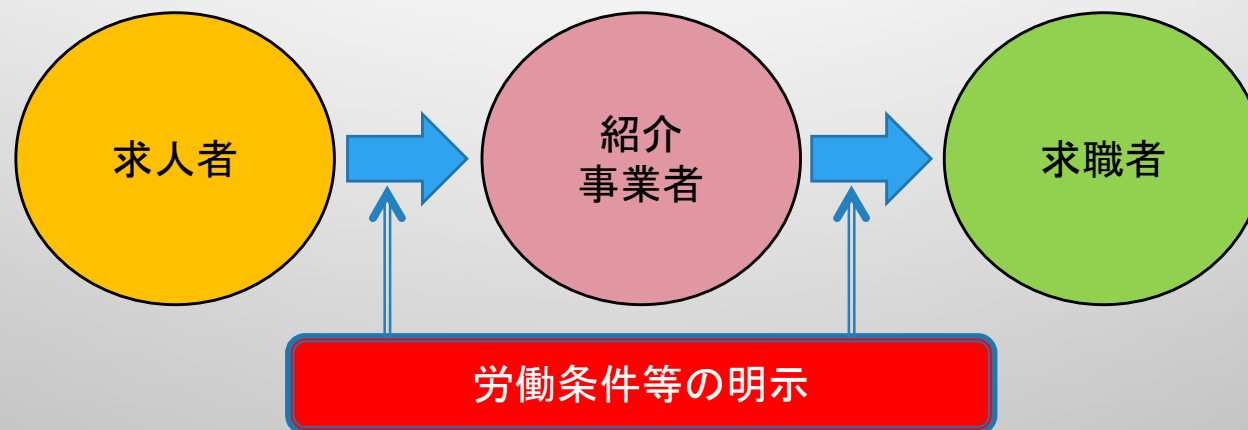 求人者
紹介
事業者
求職者
労働条件等の明示